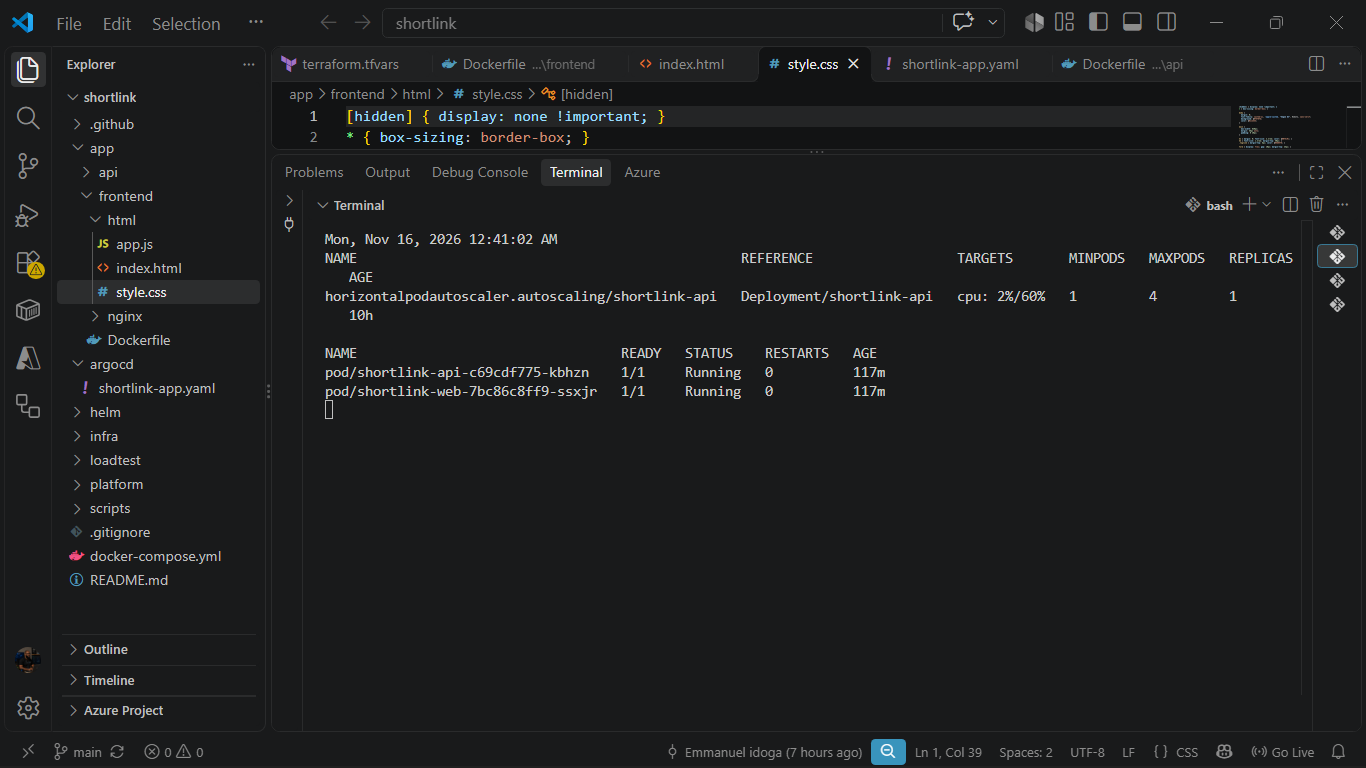 File Edit Selection ··· shortlink
Explorer ···
shortlink
.github
app
api
frontend
html
JS app.js
<> index.html
# style.css
nginx
Dockerfile
argocd
! shortlink-app.yaml
helm
infra
loadtest
platform
scripts
.gitignore
docker-compose.yml
README.md
Outline
Timeline
Azure Project
terraform.tfvars Dockerfile ...\frontend <> index.html # style.css ! shortlink-app.yaml Dockerfile ...\api ···
app > frontend > html > # style.css > [hidden]
1 [hidden] { display: none !important; }
2 * { box-sizing: border-box; }
Problems Output Debug Console Terminal Azure ···
Terminal bash ···
Mon, Nov 16, 2026 12:41:02 AM
NAME REFERENCE TARGETS MINPODS MAXPODS REPLICAS
AGE
horizontalpodautoscaler.autoscaling/shortlink-api Deployment/shortlink-api cpu: 2%/60% 1 4 1
10h
NAME READY STATUS RESTARTS AGE
pod/shortlink-api-c69cdf775-kbhzn 1/1 Running 0 117m
pod/shortlink-web-7bc86c8ff9-ssxjr 1/1 Running 0 117m
main 0 0 Emmanuel idoga (7 hours ago) Ln 1, Col 39 Spaces: 2 UTF-8 LF {} CSS Go Live